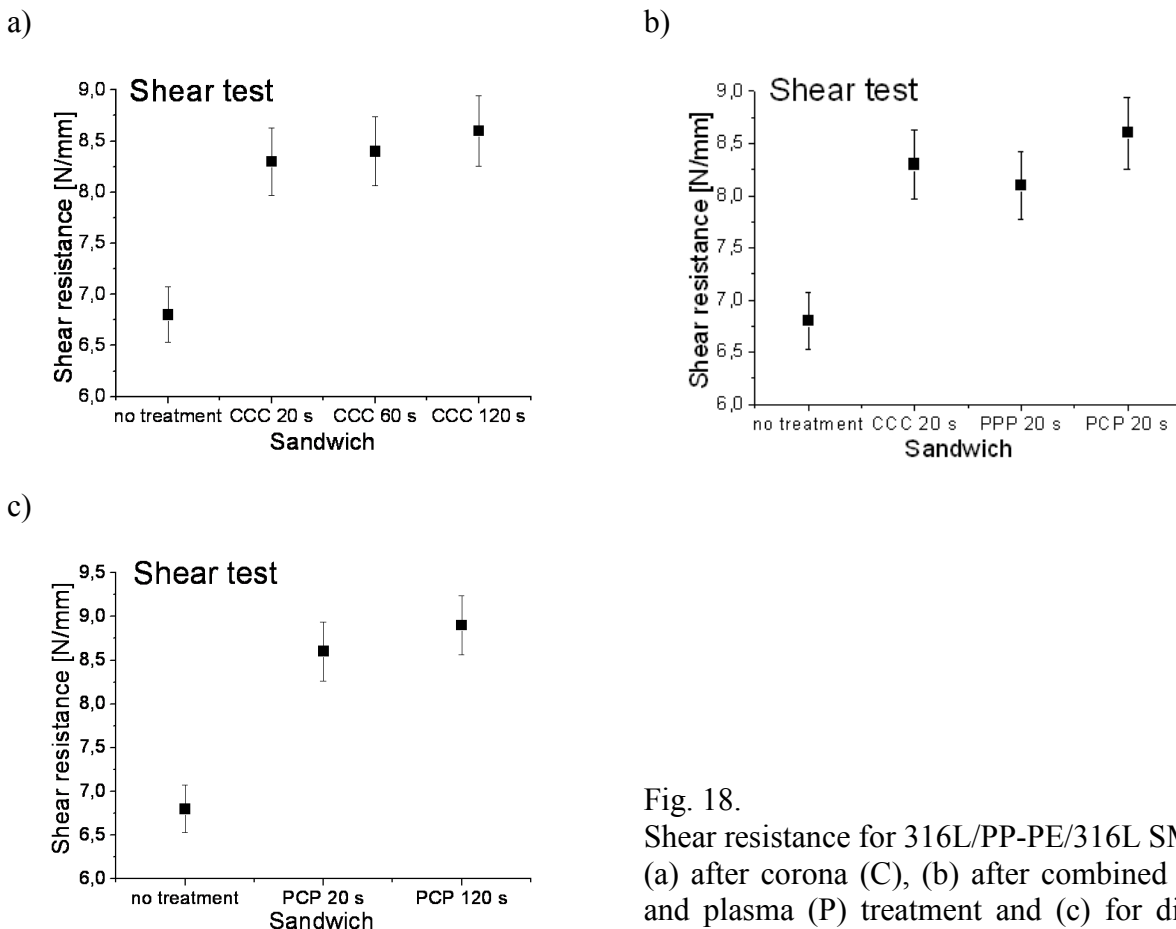 a)
Shear test
Shear resistance [N/mm]
9,0
8,5
8,0
7,5
7,0
6,5
6,0
no treatment CCC 20 s CCC 60 s CCC 120 s
Sandwich
b)
Shear test
Shear resistance [N/mm]
9,0
8,5
8,0
7,5
7,0
6,5
6,0
no treatment CCC 20 s PPP 20 s PCP 20 s
Sandwich
c)
Shear test
Shear resistance [N/mm]
9,5
9,0
8,5
8,0
7,5
7,0
6,5
6,0
no treatment PCP 20 s PCP 120 s
Sandwich
Fig. 18.
Shear resistance for 316L/PP-PE/316L
(a) after corona (C), (b) after combined
and plasma (P) treatment and (c) for